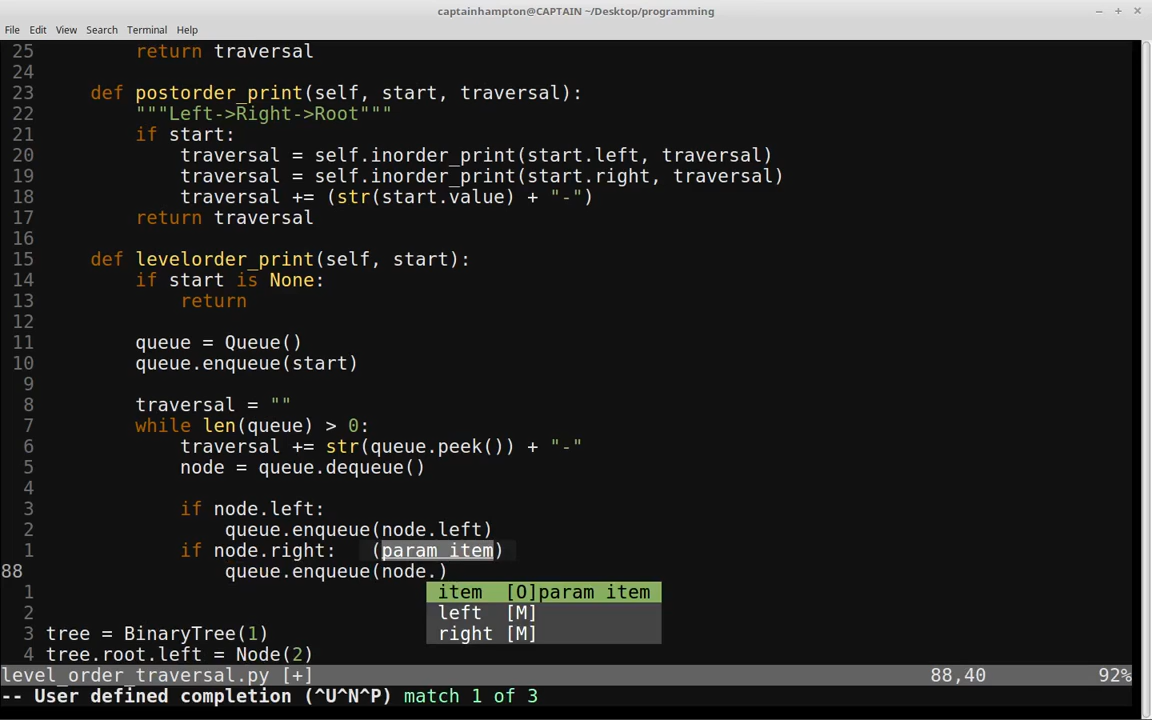 captainhampton@CAPTAIN ~/Desktop/programming
File Edit View Search Terminal Help
25         return traversal
24
23     def postorder_print(self, start, traversal):
22         """Left->Right->Root"""
21         if start:
20             traversal = self.inorder_print(start.left, traversal)
19             traversal = self.inorder_print(start.right, traversal)
18             traversal += (str(start.value) + "-")
17         return traversal
16
15     def levelorder_print(self, start):
14         if start is None:
13             return
12
11         queue = Queue()
10         queue.enqueue(start)
9
8         traversal = ""
7         while len(queue) > 0:
6             traversal += str(queue.peek()) + "-"
5             node = queue.dequeue()
4
3             if node.left:
2                 queue.enqueue(node.left)
1             if node.right:   (param item)
88                 queue.enqueue(node.)
1     item [O]param item
2     left [M]
3 tree = BinaryTree(1)     right [M]
4 tree.root.left = Node(2)
level_order_traversal.py [+] 88,40 92%
-- User defined completion (^U^N^P) match 1 of 3